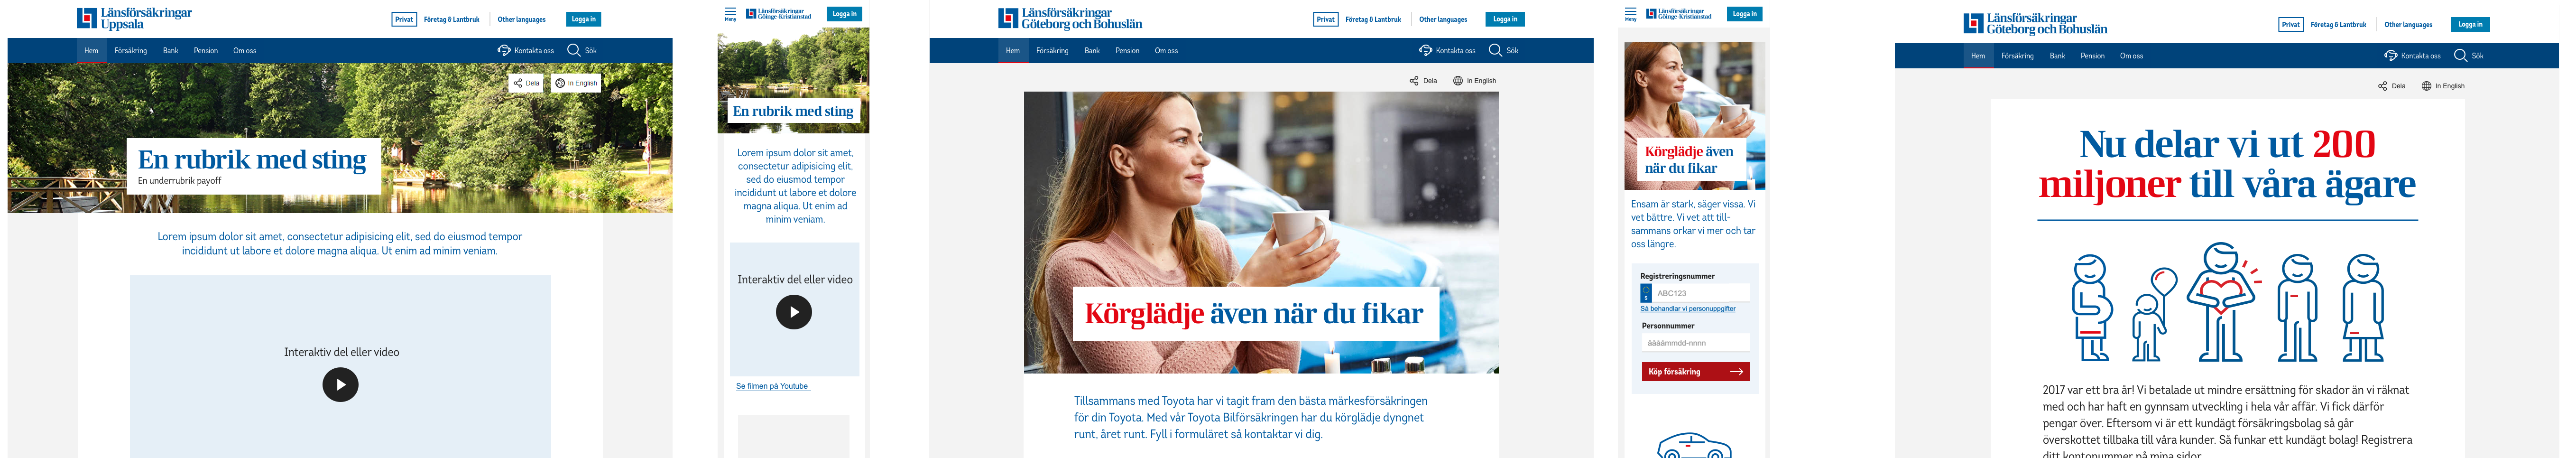 Länsförsäkringar
Uppsala
Privat
Företag & Lantbruk
Other languages
Logga in
Hem
Försäkring
Bank
Pension
Om oss
Kontakta oss
Sök
Dela
In English
En rubrik med sting
En underrubrik payoff
Lorem ipsum dolor sit amet, consectetur adipisicing elit, sed do eiusmod tempor
incididunt ut labore et dolore magna aliqua. Ut enim ad minim veniam.
Interaktiv del eller video
Meny
Länsförsäkringar
Göinge-Kristianstad
Logga in
En rubrik med sting
Lorem ipsum dolor sit amet,
consectetur adipisicing elit,
sed do eiusmod tempor
incididunt ut labore et dolore
magna aliqua. Ut enim ad
minim veniam.
Interaktiv del eller video
Se filmen på Youtube
Länsförsäkringar
Göteborg och Bohuslän
Privat
Företag & Lantbruk
Other languages
Logga in
Hem
Försäkring
Bank
Pension
Om oss
Kontakta oss
Sök
Dela
In English
Körglädje även när du fikar
Tillsammans med Toyota har vi tagit fram den bästa märkesförsäkringen
för din Toyota. Med vår Toyota Bilförsäkringen har du körglädje dyngnet
runt, året runt. Fyll i formuläret så kontaktar vi dig.
Meny
Länsförsäkringar
Göinge-Kristianstad
Logga in
Körglädje även
när du fikar
Ensam är stark, säger vissa. Vi
vet bättre. Vi vet att till-
sammans orkar vi mer och tar
oss längre.
Registreringsnummer
S
ABC123
Så behandlar vi personuppgifter
Personnummer
ååååmmdd-nnnn
Köp försäkring
Länsförsäkringar
Göteborg och Bohuslän
Privat
Företag & Lantbruk
Other languages
Logga in
Hem
Försäkring
Bank
Pension
Om oss
Kontakta oss
Sök
Dela
In English
Nu delar vi ut 200
miljoner till våra ägare
2017 var ett bra år! Vi betalade ut mindre ersättning för skador än vi räknat
med och har haft en gynnsam utveckling i hela vår affär. Vi fick därför
pengar över. Eftersom vi är ett kundägt försäkringsbolag så går
överskottet tillbaka till våra kunder. Så funkar ett kundägt bolag! Registrera
ditt kontonummer på mina sidor.